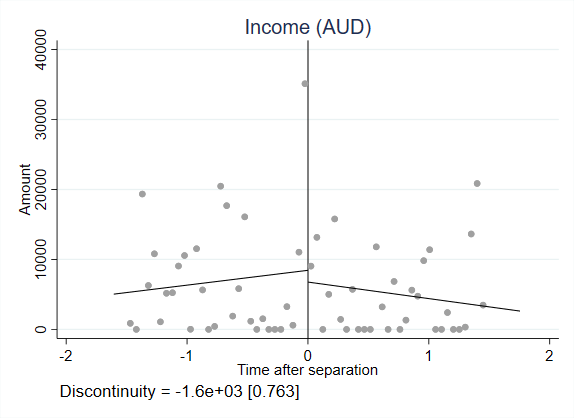 Income (AUD)
40000
30000
20000
10000
0
Amount
-2 -1 0 1 2
Time after separation
Discontinuity = -1.6e+03 [0.763]